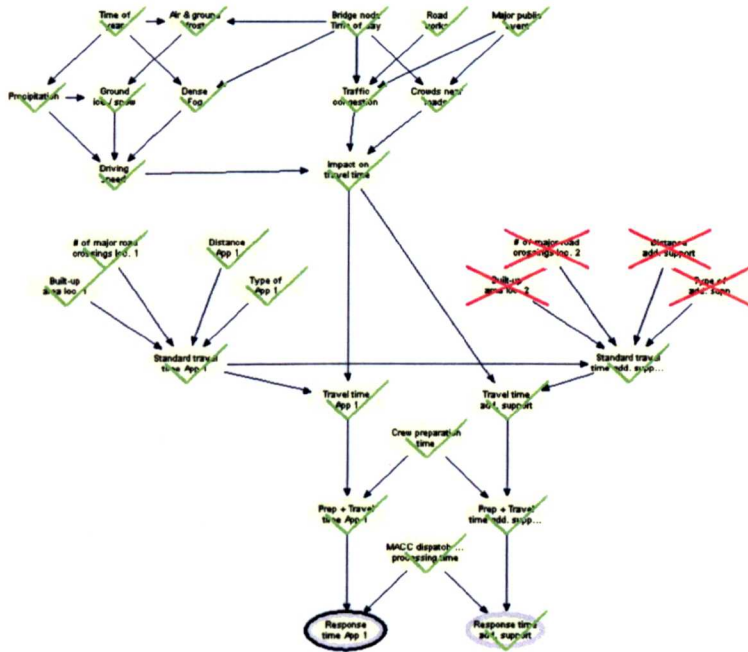 Time of
year
Air & ground
frost
Bridge node
Time of day
Road
works
Major public
event
Precipitation
Ground
ice / snow
Dense
Fog
Traffic
congestion
Crowds near
roads
Driving
speed
Impact on
travel time
# of major road
crossings loc. 1
Distance
App 1
Built-up
area loc. 1
Type of
App 1
# of major road
crossings loc. 2
Distance
add. support
Built-up
area loc. 2
Type of
add. supp
Standard travel
time App 1
Standard travel
time add. supp...
Travel time
App 1
Travel time
add. support
Crew preparation
time
Prep + Travel
time App 1
Prep + Travel
time add. supp...
MACC dispatch ...
processing time
Response
time App 1
Response time
add. support